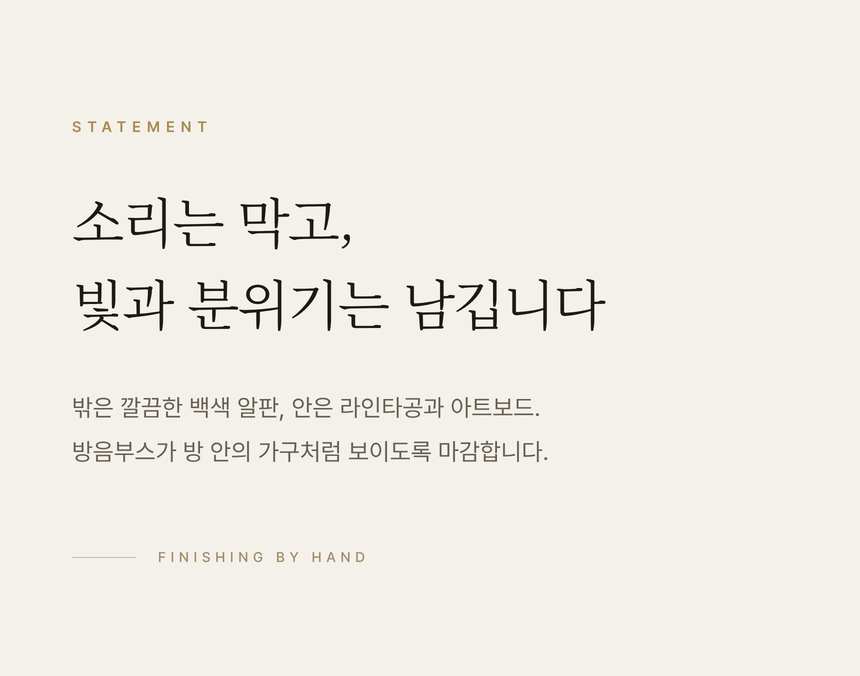 STATEMENT
소리는 막고,
빛과 분위기는 남깁니다
밖은 깔끔한 백색 알판, 안은 라인타공과 아트보드.
방음부스가 방 안의 가구처럼 보이도록 마감합니다.
FINISHING BY HAND